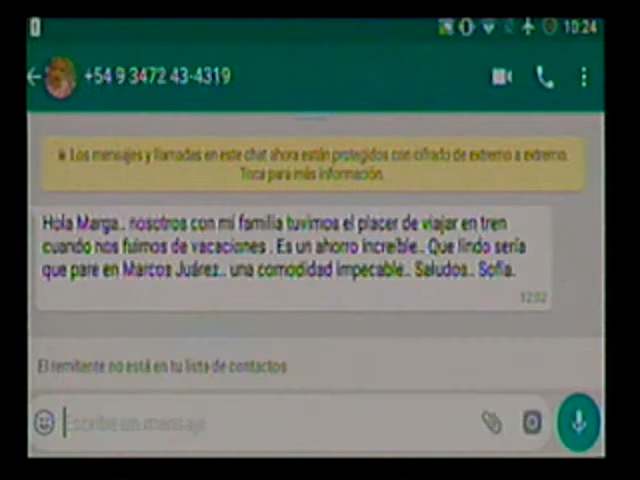 10:24
+54 9 3472 43-4319
Los mensajes y llamadas en este chat ahora están protegidos con cifrado de extremo a extremo.
Toca para más información.
Hola Marga.. nosotros con mi familia tuvimos el placer de viajar en tren
cuando nos fuimos de vacaciones . Es un ahorro increíble.. Que lindo sería
que pare en Marcos Juárez.. una comodidad impecable.. Saludos.. Sofía.
12:02
El remitente no está en tu lista de contactos
Escribe un mensaje